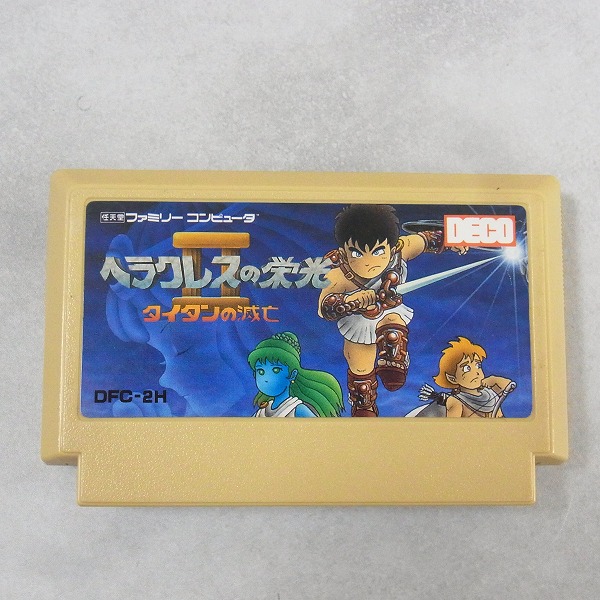 任天堂 ファミリー コンピュータ
DECO
II
ヘラクレスの栄光
タイタンの滅亡
DFC-2H